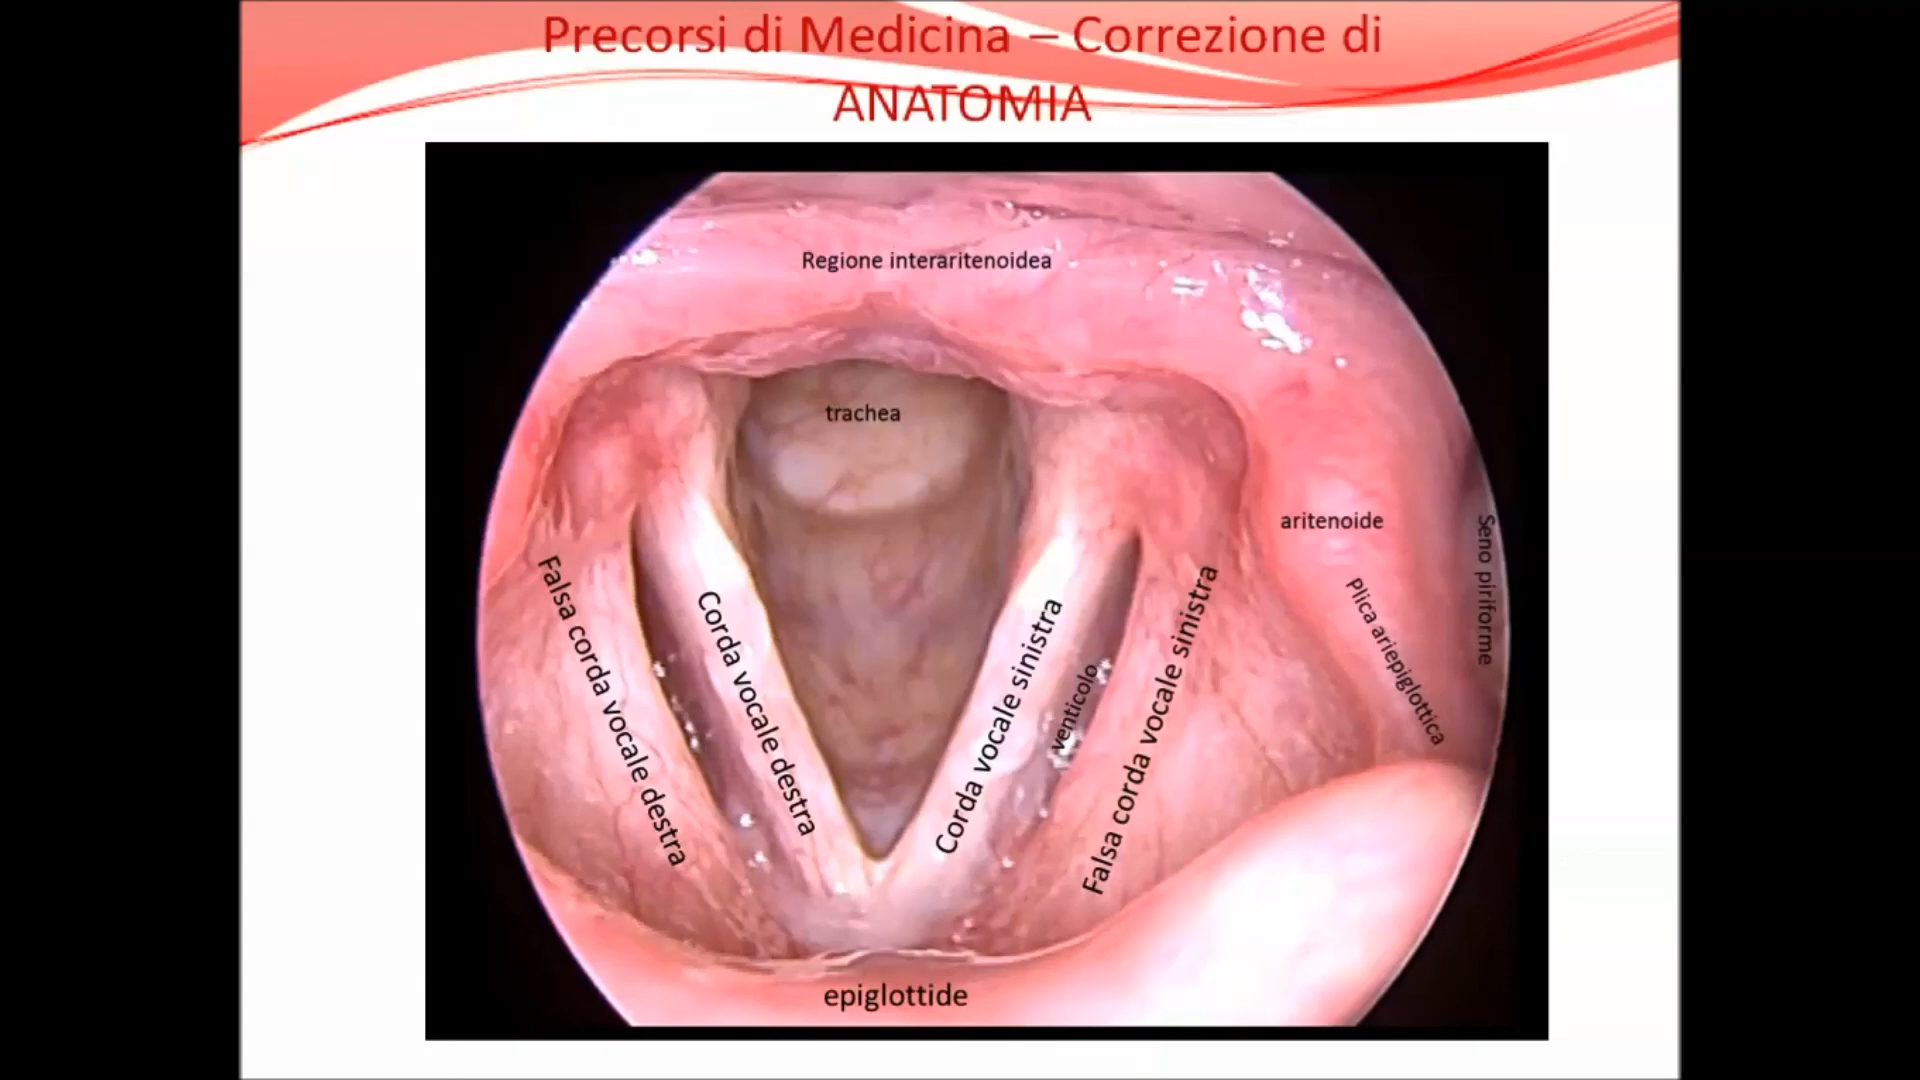 Precorsi di Medicina – Correzione di
ANATOMIA
Regione interaritenoidea
trachea
aritenoide
Seno piriforme
Plica ariepiglottica
Falsa corda vocale destra
Corda vocale destra
Corda vocale sinistra
venticolo
Falsa corda vocale sinistra
epiglottide